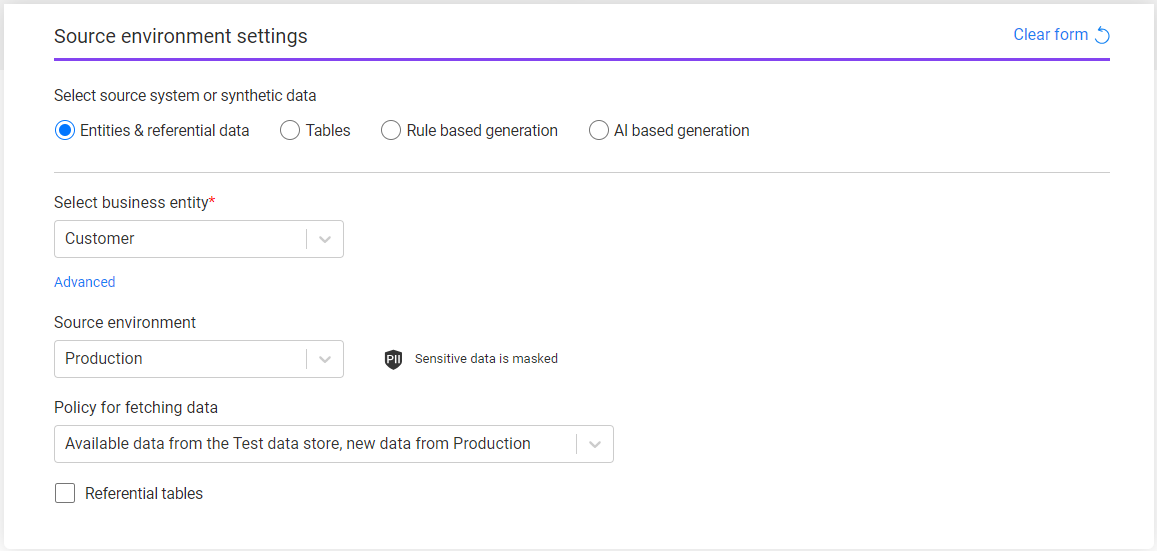 Source environment settings
Clear form
Select source system or synthetic data
Entities & referential data Tables Rule based generation AI based generation
Select business entity*
Customer
Advanced
Source environment
Production
PII Sensitive data is masked
Policy for fetching data
Available data from the Test data store, new data from Production
Referential tables